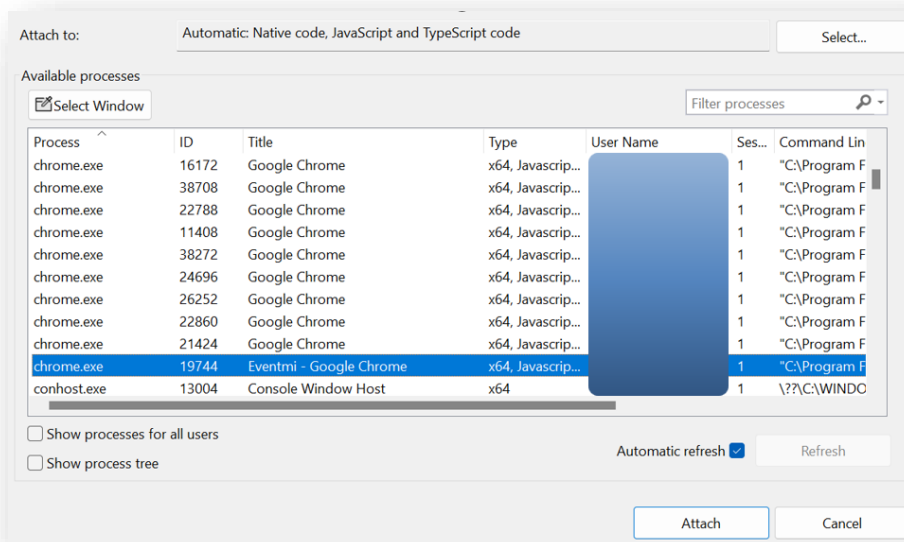 Attach to: Automatic: Native code, JavaScript and TypeScript code Select...
Available processes
Select Window Filter processes
Process ID Title Type User Name Ses... Command Lin
chrome.exe 16172 Google Chrome x64, Javascrip... 1 "C:\Program F
chrome.exe 38708 Google Chrome x64, Javascrip... 1 "C:\Program F
chrome.exe 22788 Google Chrome x64, Javascrip... 1 "C:\Program F
chrome.exe 11408 Google Chrome x64, Javascrip... 1 "C:\Program F
chrome.exe 38272 Google Chrome x64, Javascrip... 1 "C:\Program F
chrome.exe 24696 Google Chrome x64, Javascrip... 1 "C:\Program F
chrome.exe 26252 Google Chrome x64, Javascrip... 1 "C:\Program F
chrome.exe 22860 Google Chrome x64, Javascrip... 1 "C:\Program F
chrome.exe 21424 Google Chrome x64, Javascrip... 1 "C:\Program F
chrome.exe 19744 Eventmi - Google Chrome x64, Javascrip... 1 "C:\Program F
conhost.exe 13004 Console Window Host x64 1 \??\C:\WINDO
Show processes for all users
Automatic refresh Refresh
Show process tree
Attach Cancel